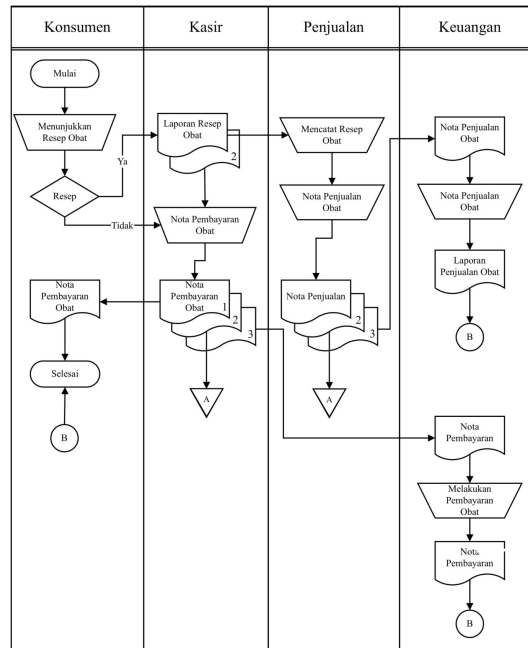 Konsumen
Kasir
Penjualan
Keuangan
Mulai
Menunjukkan
Resep Obat
Ya
Resep
Tidak
Nota
Pembayaran
Obat
Selesai
B
Laporan Resep
Obat
2
Nota Pembayaran
Obat
Nota
Pembayaran
Obat
1
2
3
A
Mencatat Resep
Obat
Nota Penjualan
Obat
Nota Penjualan
2
3
A
Nota Penjualan
Obat
Nota Penjualan
Obat
Laporan
Penjualan Obat
B
Nota
Pembayaran
Melakukan
Pembayaran
Obat
Nota
Pembayaran
B